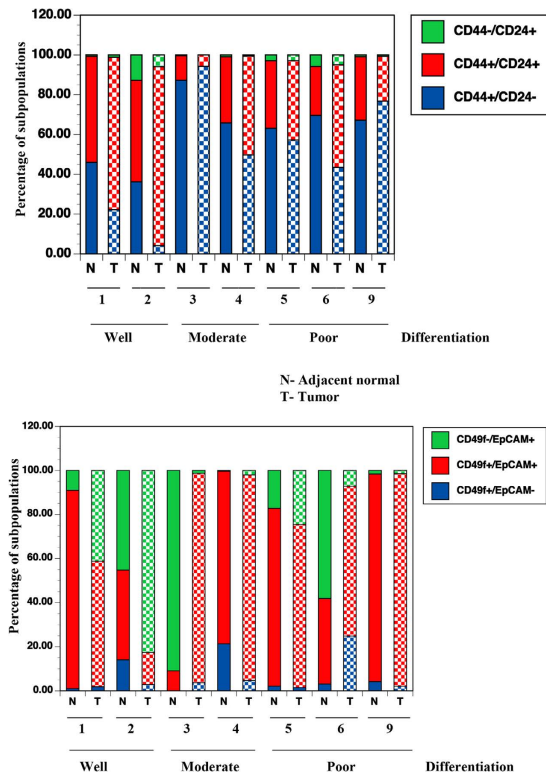 120.00
100.00
80.00
60.00
40.00
20.00
0.00
Percentage of subpopulations
CD44-/CD24+
CD44+/CD24+
CD44+/CD24-
N T N T N T N T N T N T N T
1 2 3 4 5 6 9
Well Moderate Poor Differentiation
N- Adjacent normal
T- Tumor
120.00
100.00
80.00
60.00
40.00
20.00
0.00
Percentage of subpopulations
CD49f-/EpCAM+
CD49f+/EpCAM+
CD49f+/EpCAM-
N T N T N T N T N T N T N T
1 2 3 4 5 6 9
Well Moderate Poor Differentiation